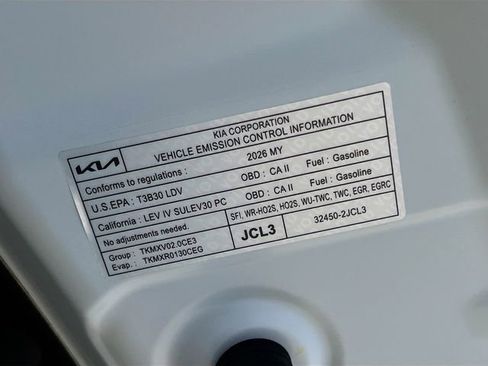 KIA CORPORATION
KIA VEHICLE EMISSION CONTROL INFORMATION
Conforms to regulations : 2026 MY
U.S.EPA : T3B30 LDV OBD : CA II Fuel : Gasoline
California : LEV IV SULEV30 PC OBD : CA II Fuel : Gasoline
No adjustments needed. SFI, WR-HO2S, HO2S, WU-TWC, TWC, EGR, EGRC
Group : TKMXV02.0CE3 JCL3 32450-2JCL3
Evap. : TKMXR0130CEG